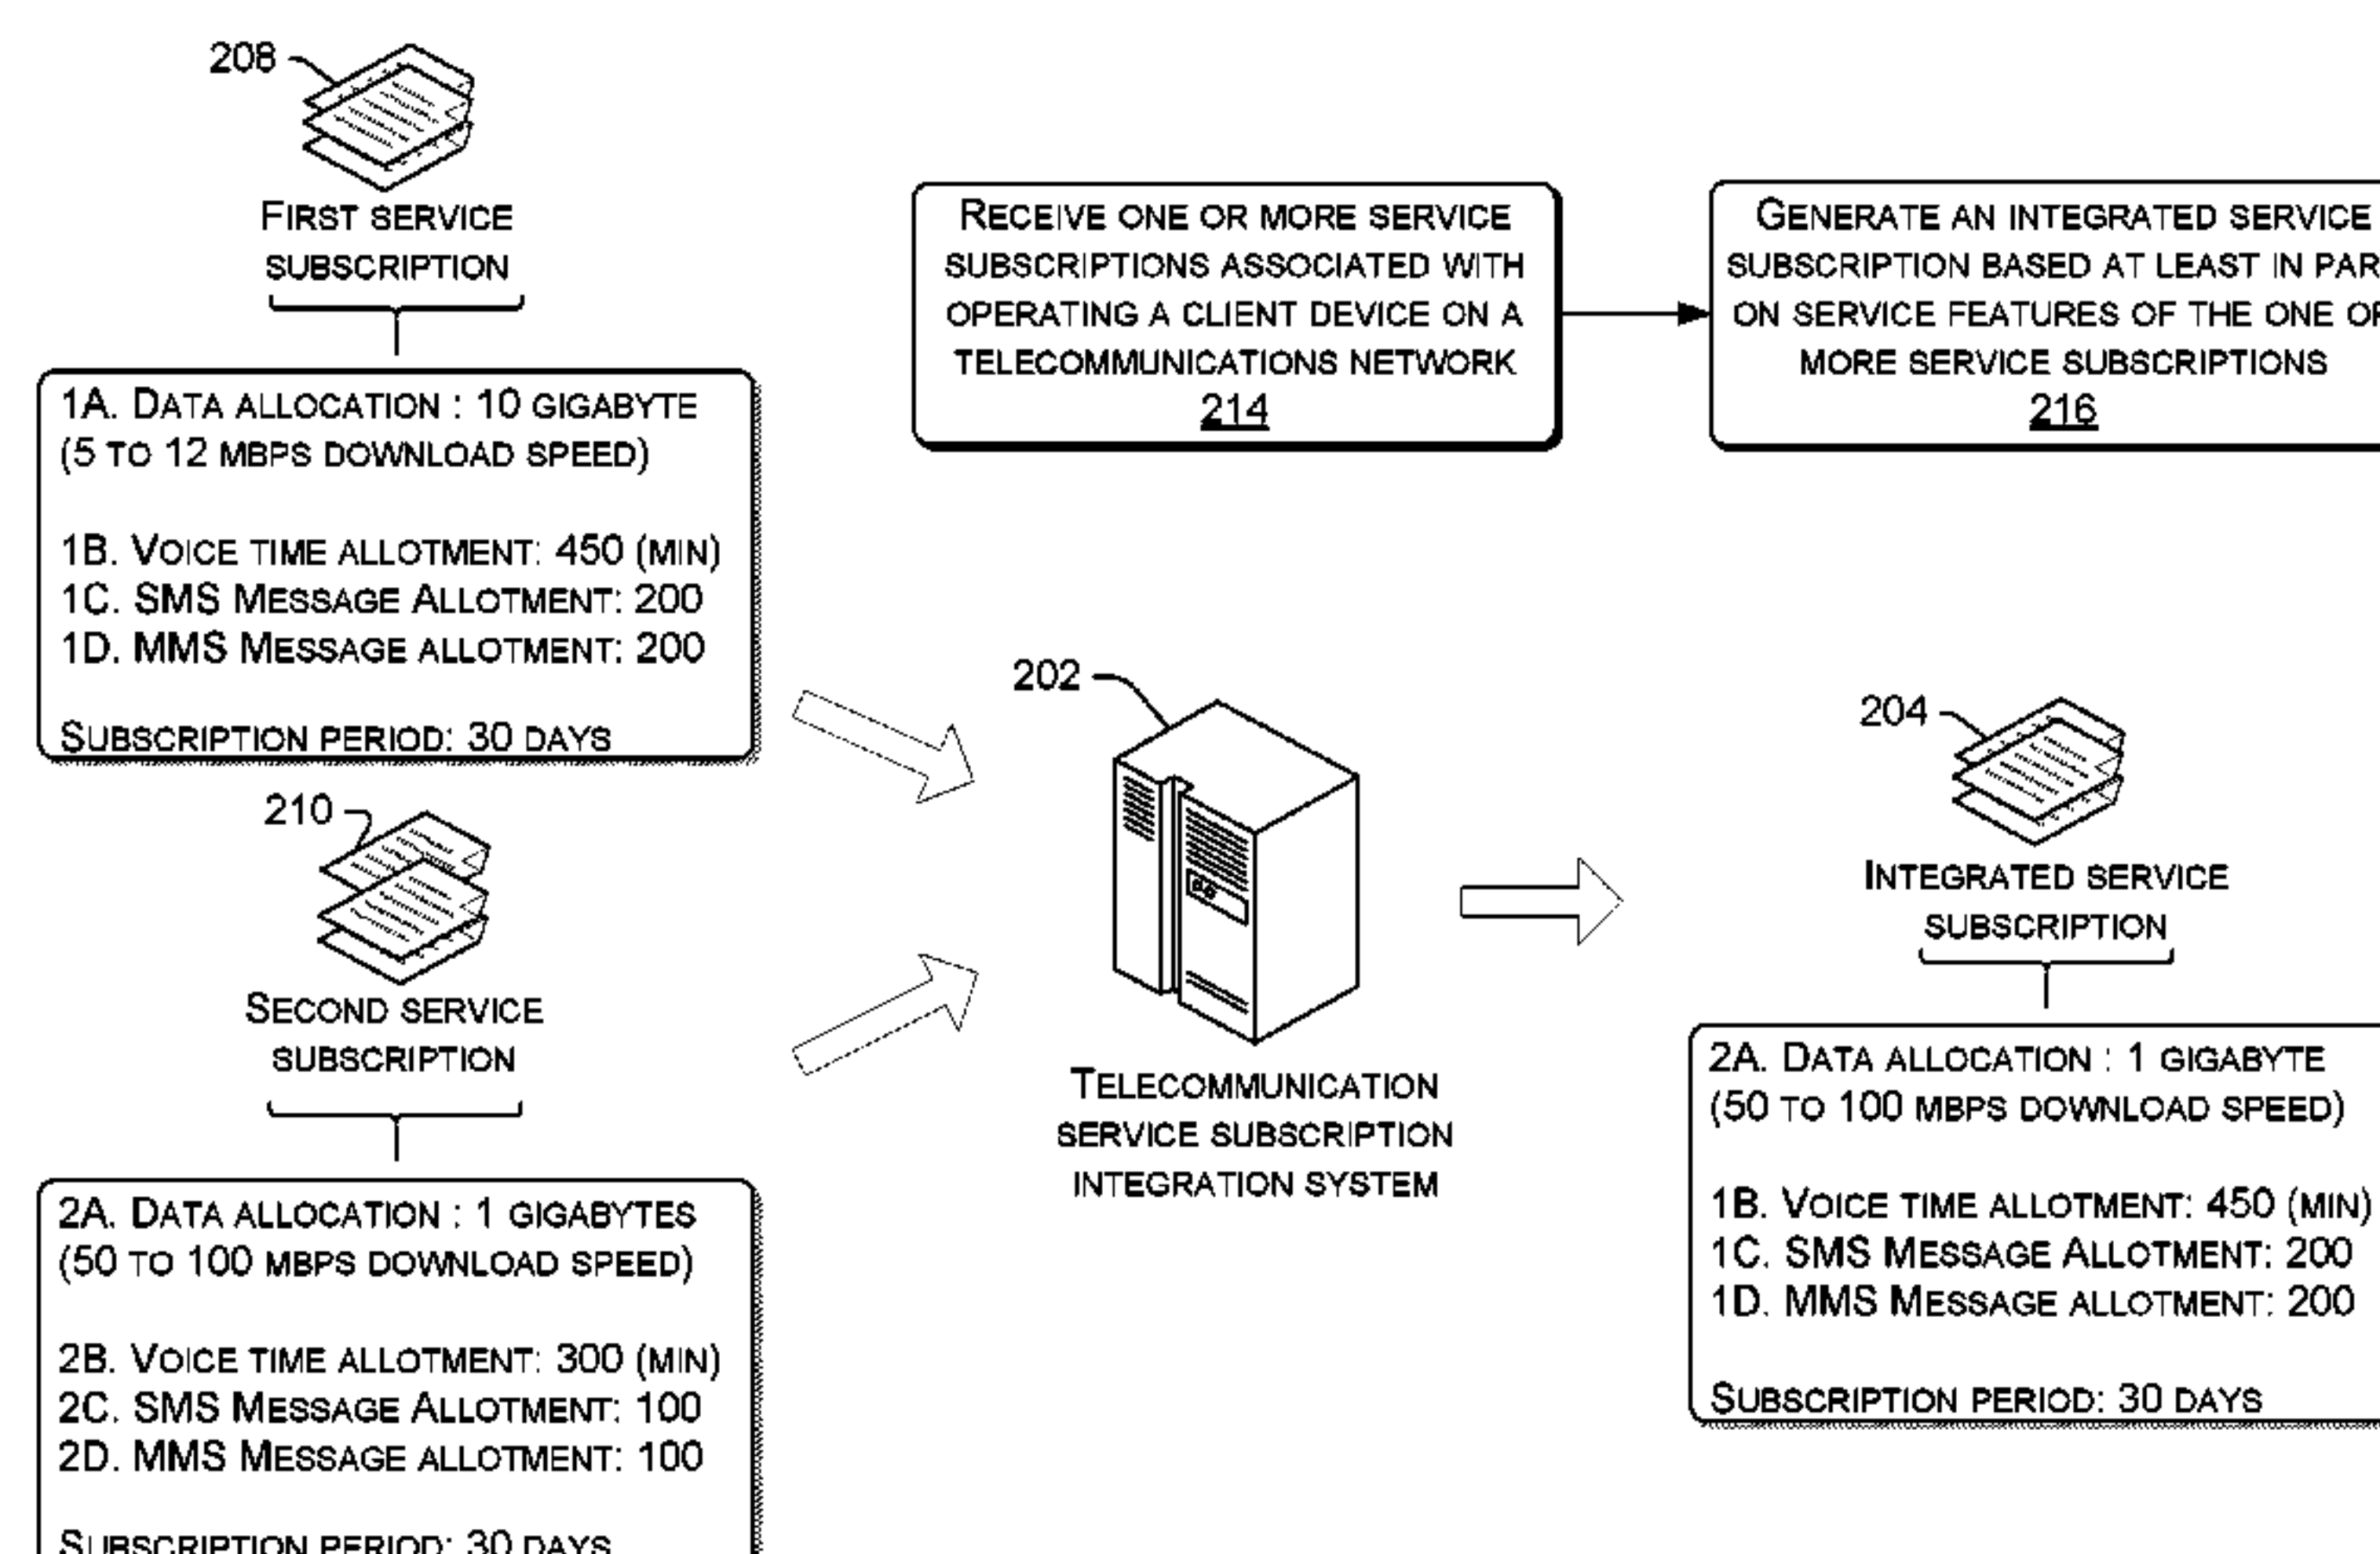 208
FIRST SERVICE
SUBSCRIPTION
1A. DATA ALLOCATION : 10 GIGABYTE
(5 TO 12 MBPS DOWNLOAD SPEED)
1B. VOICE TIME ALLOTMENT: 450 (MIN)
1C. SMS MESSAGE ALLOTMENT: 200
1D. MMS MESSAGE ALLOTMENT: 200
SUBSCRIPTION PERIOD: 30 DAYS
210
SECOND SERVICE
SUBSCRIPTION
2A. DATA ALLOCATION : 1 GIGABYTES
(50 TO 100 MBPS DOWNLOAD SPEED)
2B. VOICE TIME ALLOTMENT: 300 (MIN)
2C. SMS MESSAGE ALLOTMENT: 100
2D. MMS MESSAGE ALLOTMENT: 100
SUBSCRIPTION PERIOD: 30 DAYS
RECEIVE ONE OR MORE SERVICE
SUBSCRIPTIONS ASSOCIATED WITH
OPERATING A CLIENT DEVICE ON A
TELECOMMUNICATIONS NETWORK
214
GENERATE AN INTEGRATED SERVICE
SUBSCRIPTION BASED AT LEAST IN PAR
ON SERVICE FEATURES OF THE ONE OR
MORE SERVICE SUBSCRIPTIONS
216
202
TELECOMMUNICATION
SERVICE SUBSCRIPTION
INTEGRATION SYSTEM
204
INTEGRATED SERVICE
SUBSCRIPTION
2A. DATA ALLOCATION : 1 GIGABYTE
(50 TO 100 MBPS DOWNLOAD SPEED)
1B. VOICE TIME ALLOTMENT: 450 (MIN)
1C. SMS MESSAGE ALLOTMENT: 200
1D. MMS MESSAGE ALLOTMENT: 200
SUBSCRIPTION PERIOD: 30 DAYS